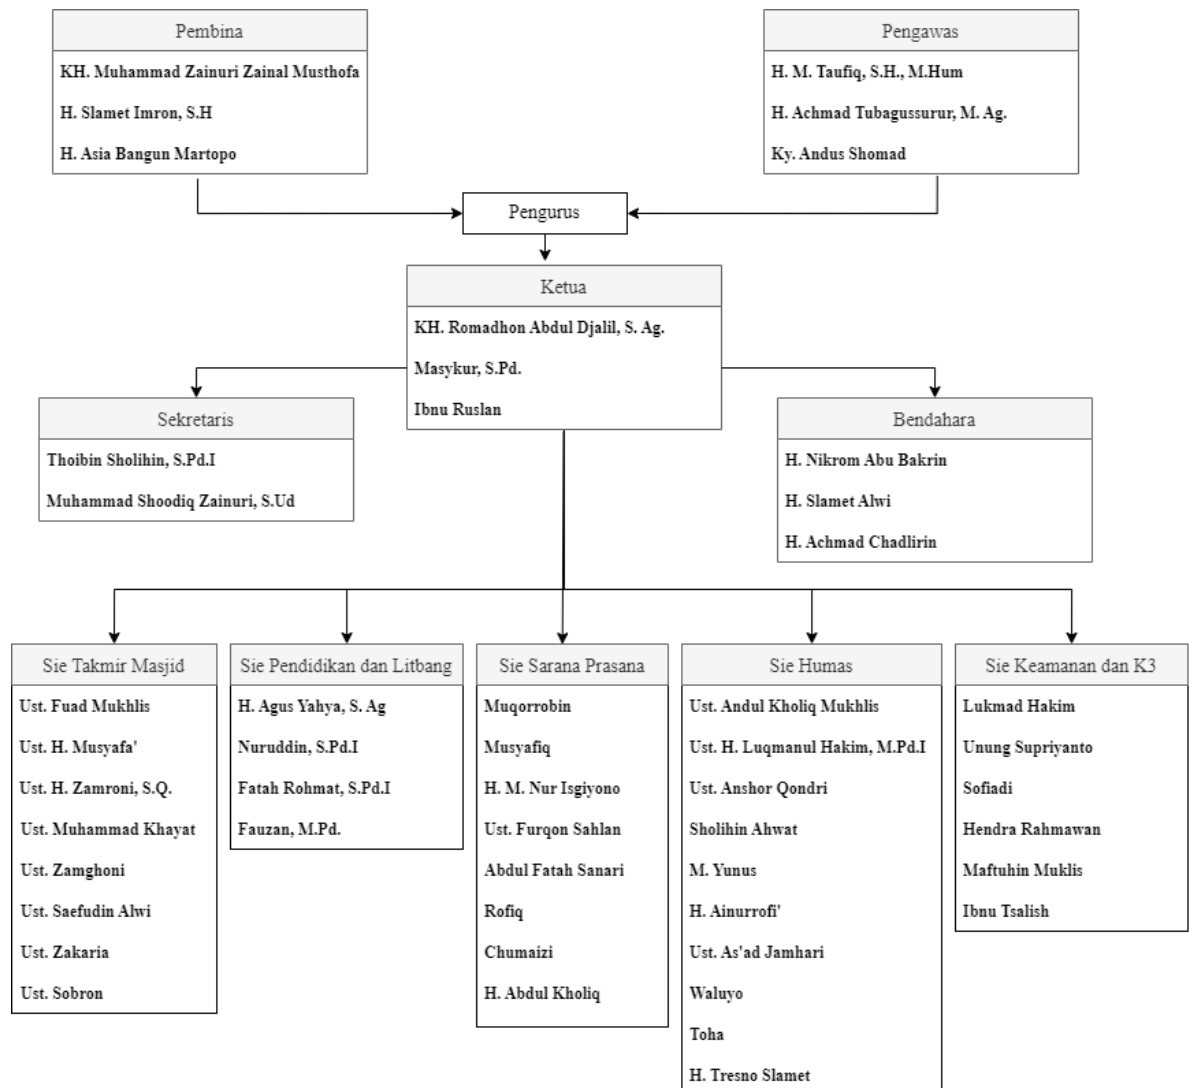 Pembina
KH. Muhammad Zainuri Zainal Musthofa
H. Slamet Imron, S.H
H. Asia Bangun Martopo
Pengawas
H. M. Taufiq, S.H., M.Hum
H. Achmad Tubagussurur, M. Ag.
Ky. Andus Shomad
Pengurus
Ketua
KH. Romadhon Abdul Djalil, S. Ag.
Masykur, S.Pd.
Ibnu Ruslan
Sekretaris
Thoibin Sholihin, S.Pd.I
Muhammad Shoodiq Zainuri, S.Ud
Bendahara
H. Nikrom Abu Bakrin
H. Slamet Alwi
H. Achmad Chadlirin
Sie Takmir Masjid
Ust. Fuad Mukhlis
Ust. H. Musyafa'
Ust. H. Zamroni, S.Q.
Ust. Muhammad Khayat
Ust. Zamghoni
Ust. Saefudin Alwi
Ust. Zakaria
Ust. Sobron
Sie Pendidikan dan Litbang
H. Agus Yahya, S. Ag
Nuruddin, S.Pd.I
Fatah Rohmat, S.Pd.I
Fauzan, M.Pd.
Sie Sarana Prasana
Muqorrobin
Musyafiq
H. M. Nur Isgiyono
Ust. Furqon Sahlan
Abdul Fatah Sanari
Rofiq
Chumaizi
H. Abdul Kholiq
Sie Humas
Ust. Andul Kholiq Mukhlis
Ust. H. Luqmanul Hakim, M.Pd.I
Ust. Anshor Qondri
Sholihin Ahwat
M. Yunus
H. Ainurrofi'
Ust. As'ad Jamhari
Waluyo
Toha
H. Tresno Slamet
Sie Keamanan dan K3
Lukmad Hakim
Unung Supriyanto
Sofiadi
Hendra Rahmawan
Maftuhin Muklis
Ibnu Tsalish